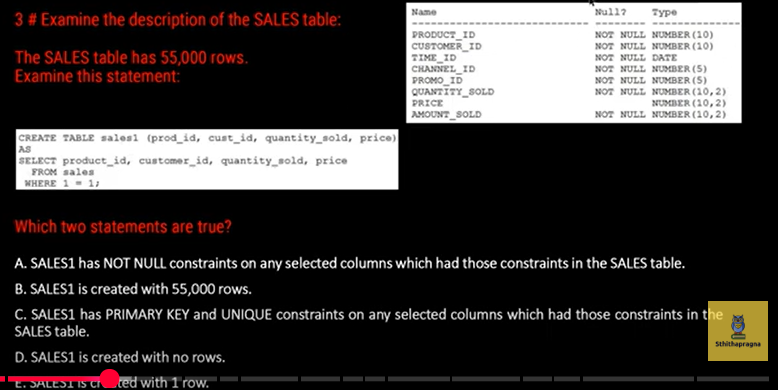 3 # Examine the description of the SALES table:
The SALES table has 55,000 rows.
Examine this statement:
Name Null? Type
PRODUCT_ID NOT NULL NUMBER(10)
CUSTOMER_ID NOT NULL NUMBER(10)
TIME_ID NOT NULL DATE
CHANNEL_ID NOT NULL NUMBER(5)
PROMO_ID NOT NULL NUMBER(5)
QUANTITY_SOLD NOT NULL NUMBER(10,2)
PRICE NUMBER(10,2)
AMOUNT_SOLD NOT NULL NUMBER(10,2)
CREATE TABLE sales1 (prod_id, cust_id, quantity_sold, price)
AS
SELECT product_id, customer_id, quantity_sold, price
FROM sales
WHERE 1 = 1;
Which two statements are true?
A. SALES1 has NOT NULL constraints on any selected columns which had those constraints in the SALES table.
B. SALES1 is created with 55,000 rows.
C. SALES1 has PRIMARY KEY and UNIQUE constraints on any selected columns which had those constraints in the
SALES table.
D. SALES1 is created with no rows.
E. SALES1 is with 1 row.
Sthithapragna